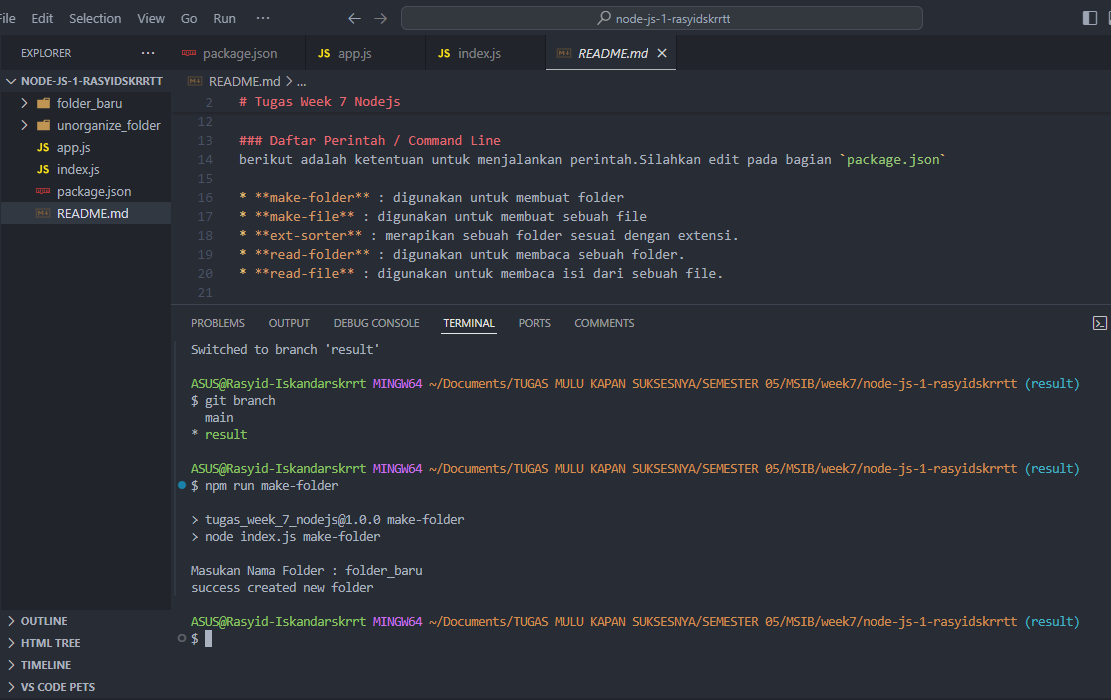 File Edit Selection View Go Run ···
node-js-1-rasyidskrrtt
EXPLORER ···
package.json
JS app.js
JS index.js
README.md
NODE-JS-1-RASYIDSKRRTT
folder_baru
unorganize_folder
JS app.js
JS index.js
package.json
README.md
README.md > ...
2 # Tugas Week 7 Nodejs
12
13 ### Daftar Perintah / Command Line
14 berikut adalah ketentuan untuk menjalankan perintah.Silahkan edit pada bagian `package.json`
15
16 * **make-folder** : digunakan untuk membuat folder
17 * **make-file** : digunakan untuk membuat sebuah file
18 * **ext-sorter** : merapikan sebuah folder sesuai dengan extensi.
19 * **read-folder** : digunakan untuk membaca sebuah folder.
20 * **read-file** : digunakan untuk membaca isi dari sebuah file.
21
PROBLEMS OUTPUT DEBUG CONSOLE TERMINAL PORTS COMMENTS
Switched to branch 'result'
ASUS@Rasyid-Iskandarskrrt MINGW64 ~/Documents/TUGAS MULU KAPAN SUKSESNYA/SEMESTER 05/MSIB/week7/node-js-1-rasyidskrrtt (result)
$ git branch
main
* result
ASUS@Rasyid-Iskandarskrrt MINGW64 ~/Documents/TUGAS MULU KAPAN SUKSESNYA/SEMESTER 05/MSIB/week7/node-js-1-rasyidskrrtt (result)
$ npm run make-folder
> tugas_week_7_nodejs@1.0.0 make-folder
> node index.js make-folder
Masukan Nama Folder : folder_baru
success created new folder
ASUS@Rasyid-Iskandarskrrt MINGW64 ~/Documents/TUGAS MULU KAPAN SUKSESNYA/SEMESTER 05/MSIB/week7/node-js-1-rasyidskrrtt (result)
$
OUTLINE
HTML TREE
TIMELINE
VS CODE PETS